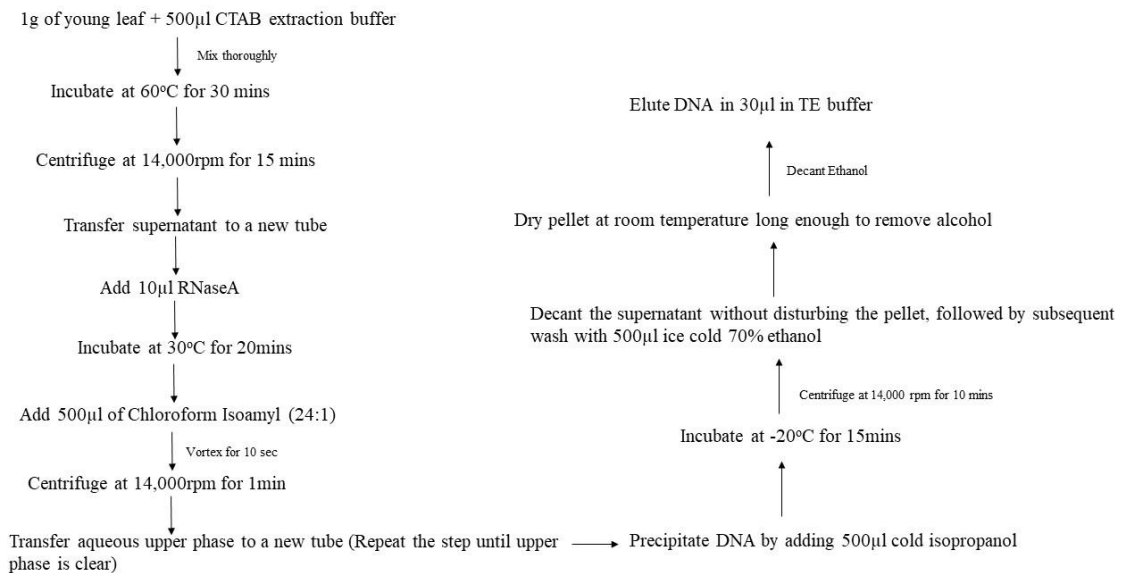 1g of young leaf + 500µl CTAB extraction buffer
Mix thoroughly
Incubate at 60°C for 30 mins
Centrifuge at 14,000rpm for 15 mins
Transfer supernatant to a new tube
Add 10µl RNaseA
Incubate at 30°C for 20mins
Add 500µl of Chloroform Isoamyl (24:1)
Vortex for 10 sec
Centrifuge at 14,000rpm for 1min
Transfer aqueous upper phase to a new tube (Repeat the step until upper
phase is clear)
Precipitate DNA by adding 500µl cold isopropanol
Incubate at -20°C for 15mins
Centrifuge at 14,000 rpm for 10 mins
Decant the supernatant without disturbing the pellet, followed by subsequent
wash with 500µl ice cold 70% ethanol
Dry pellet at room temperature long enough to remove alcohol
Decant Ethanol
Elute DNA in 30µl in TE buffer